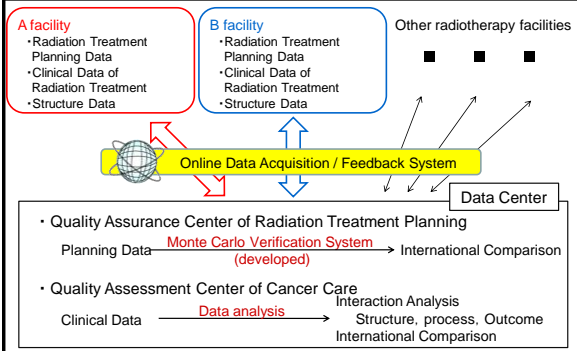 A facility
・Radiation Treatment
Planning Data
・Clinical Data of
Radiation Treatment
・Structure Data
B facility
・Radiation Treatment
Planning Data
・Clinical Data of
Radiation Treatment
・Structure Data
Other radiotherapy facilities
Online Data Acquisition / Feedback System
Data Center
・Quality Assurance Center of Radiation Treatment Planning
Planning Data
Monte Carlo Verification System
(developed)
International Comparison
・Quality Assessment Center of Cancer Care
Clinical Data
Data analysis
Interaction Analysis
Structure, process, Outcome
International Comparison